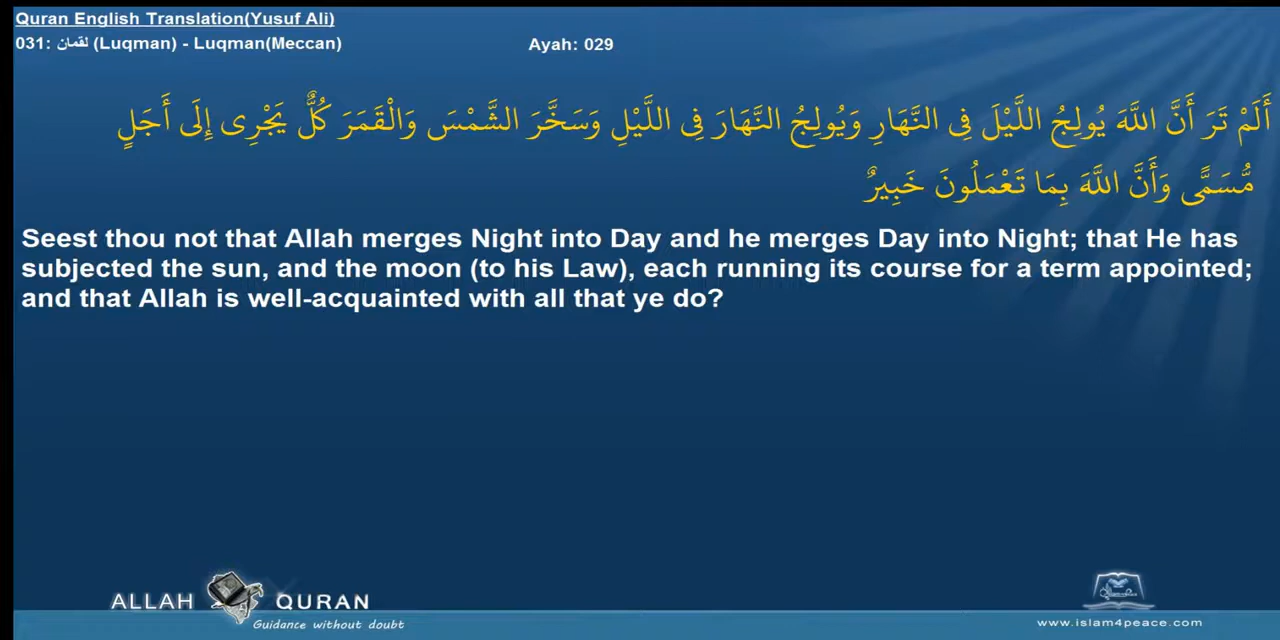 Quran English Translation(Yusuf Ali)
031: لقمان (Luqman) - Luqman(Meccan)
Ayah: 029
أَلَمْ تَرَ أَنَّ اللَّهَ يُولِجُ اللَّيْلَ فِى النَّهَارِ وَيُولِجُ النَّهَارَ فِى اللَّيْلِ وَسَخَّرَ الشَّمْسَ وَالْقَمَرَ كُلٌّ يَجْرِى إِلَى أَجَلٍ
مُّسَمًّى وَأَنَّ اللَّهَ بِمَا تَعْمَلُونَ خَبِيرٌ
Seest thou not that Allah merges Night into Day and he merges Day into Night; that He has
subjected the sun, and the moon (to his Law), each running its course for a term appointed;
and that Allah is well-acquainted with all that ye do?
ALLAH QURAN
Guidance without doubt
www.islam4peace.com